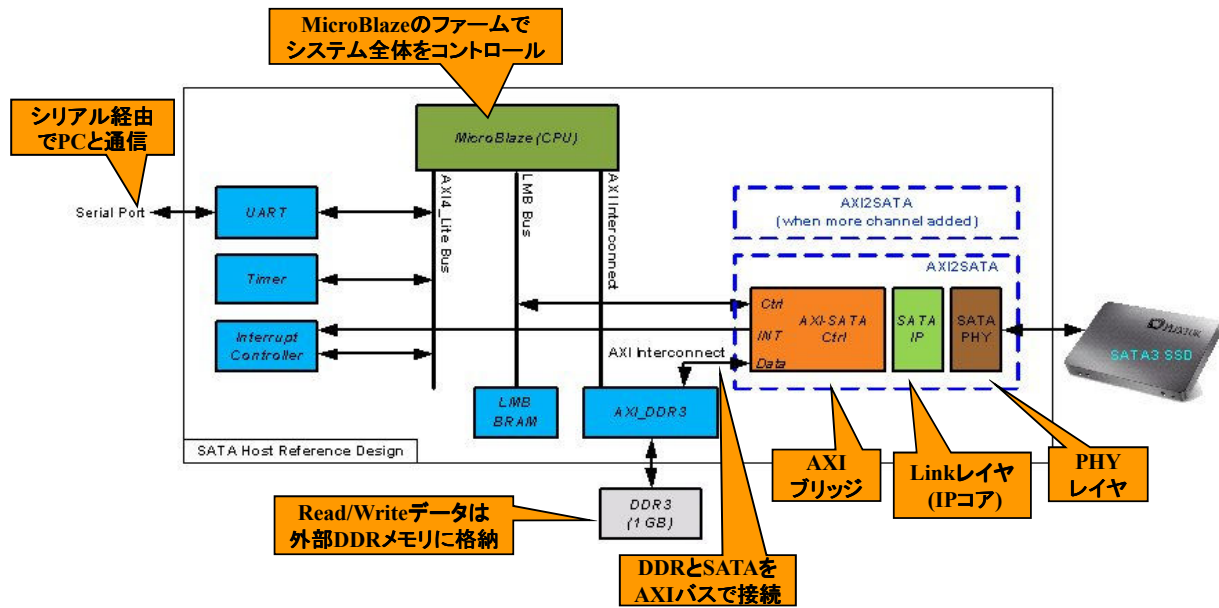 MicroBlazeのファームで
システム全体をコントロール
シリアル経由
でPCと通信
MicroBlaze (CPU)
Serial Port
UART
Timer
Interrupt
Controller
AXI4_Lite Bus
LMB Bus
AXI Interconnect
AXI2SATA
(when more channel added)
AXI2SATA
Ctrl
INT
Data
AXI-SATA
Ctrl
SATA
IP
SATA
PHY
PLEXTOR
SATA3 SSD
AXI Interconnect
LMB
BRAM
AXI_DDR3
SATA Host Reference Design
DDR3
(1 GB)
Read/Writeデータは
外部DDRメモリに格納
DDRとSATAを
AXIバスで接続
AXI
ブリッジ
Linkレイヤ
(IPコア)
PHY
レイヤ